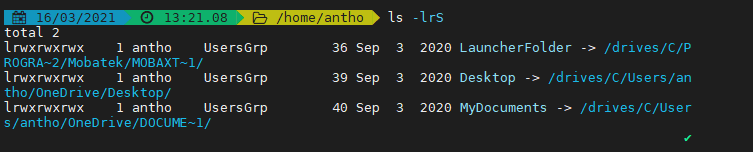 16/03/2021 13:21.08 /home/antho ls -lrS
total 2
lrwxrwxrwx 1 antho UsersGrp 36 Sep 3 2020 LauncherFolder -> /drives/C/P
ROGRA~2/Mobatek/MOBAXT~1/
lrwxrwxrwx 1 antho UsersGrp 39 Sep 3 2020 Desktop -> /drives/C/Users/an
tho/OneDrive/Desktop/
lrwxrwxrwx 1 antho UsersGrp 40 Sep 3 2020 MyDocuments -> /drives/C/User
s/antho/OneDrive/DOCUME~1/
✔